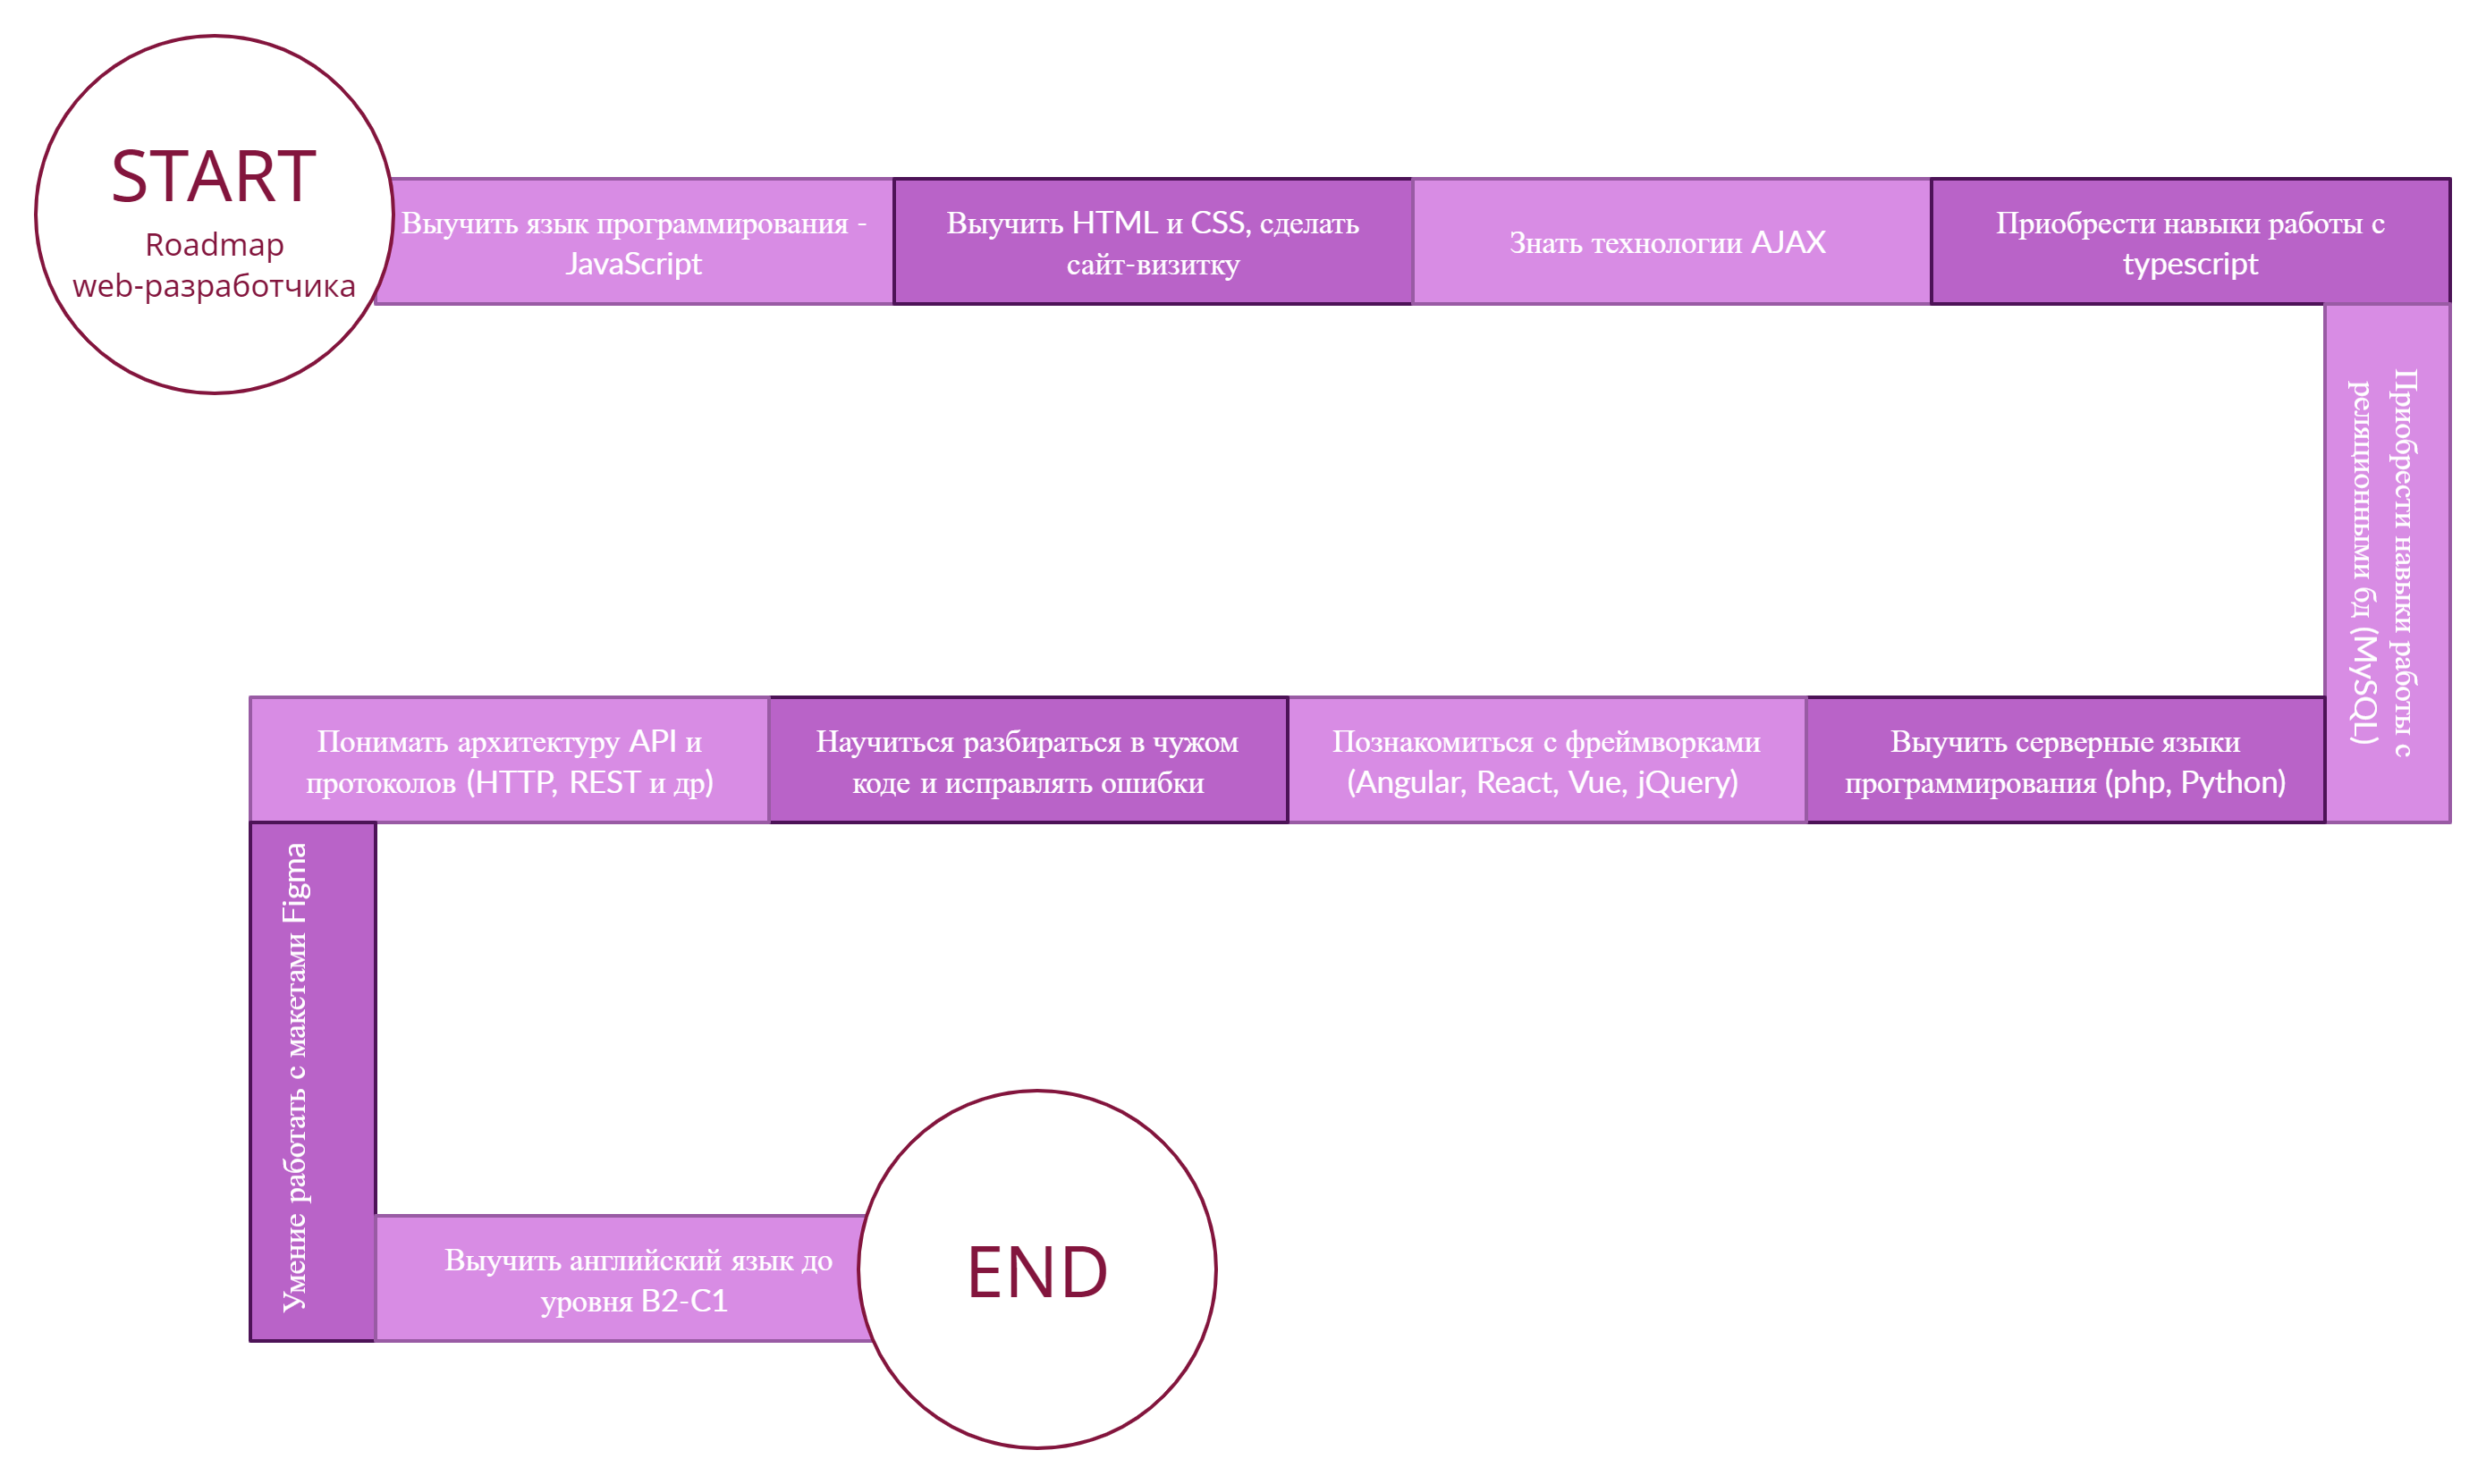 START
Roadmap
web-разработчика
Выучить язык программирования -
JavaScript
Выучить HTML и CSS, сделать
сайт-визитку
Знать технологии AJAX
Приобрести навыки работы с
typescript
Приобрести навыки работы с
реляционными бд (MySQL)
Выучить серверные языки
программирования (php, Python)
Познакомиться с фреймворками
(Angular, React, Vue, jQuery)
Научиться разбираться в чужом
коде и исправлять ошибки
Понимать архитектуру API и
протоколов (HTTP, REST и др)
Умение работать с макетами Figma
Выучить английский язык до
уровня B2-C1
END